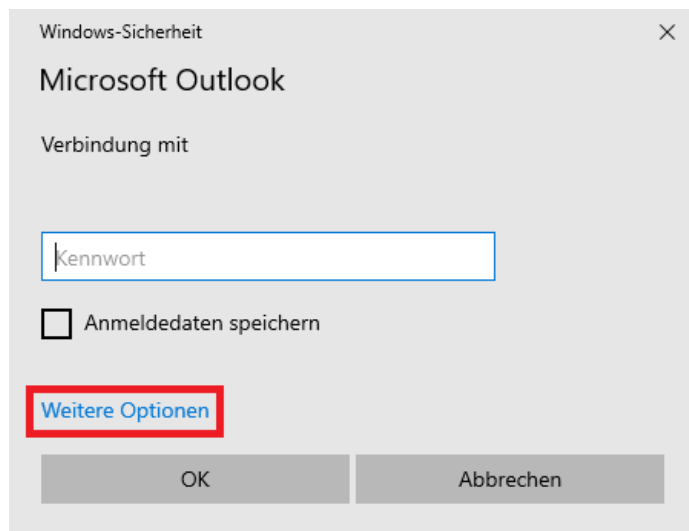 Windows-Sicherheit
Microsoft Outlook
Verbindung mit
Kennwort
Anmeldedaten speichern
Weitere Optionen
OK Abbrechen